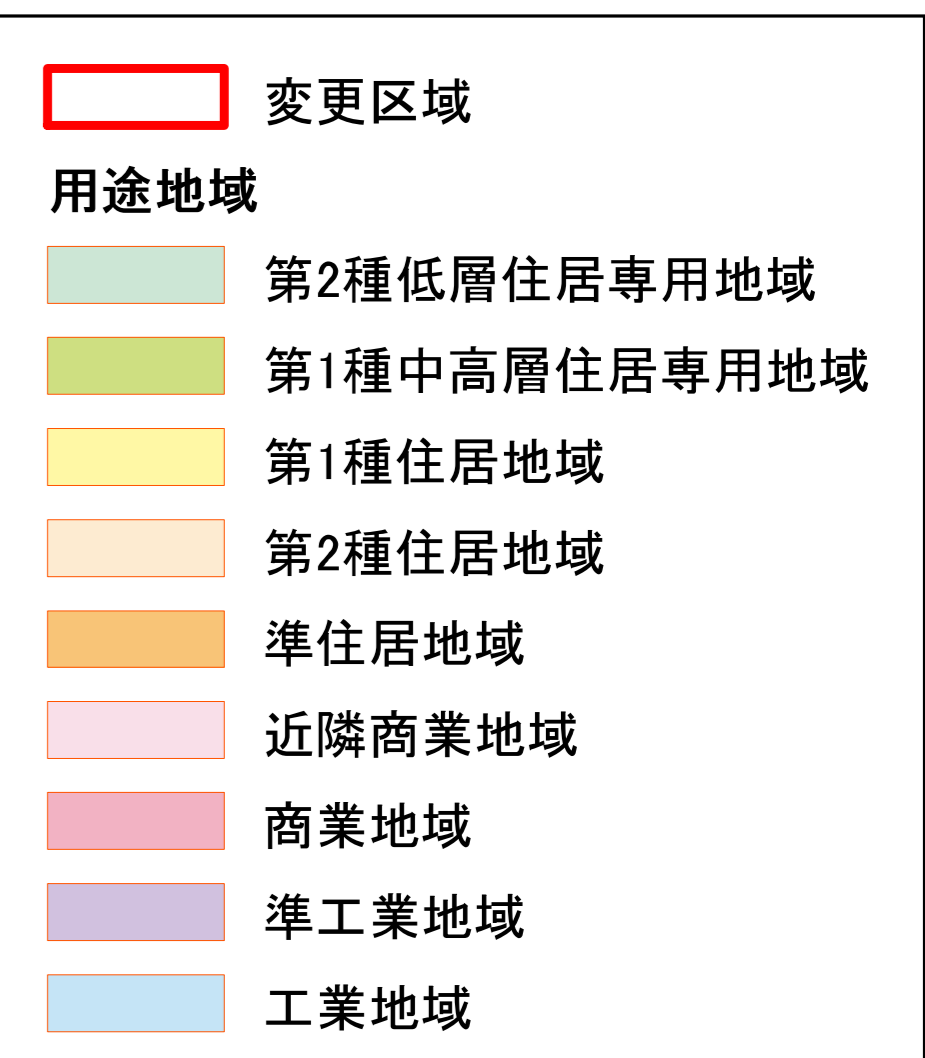 変更区域
用途地域
第2種低層住居専用地域
第1種中高層住居専用地域
第1種住居地域
第2種住居地域
準住居地域
近隣商業地域
商業地域
準工業地域
工業地域